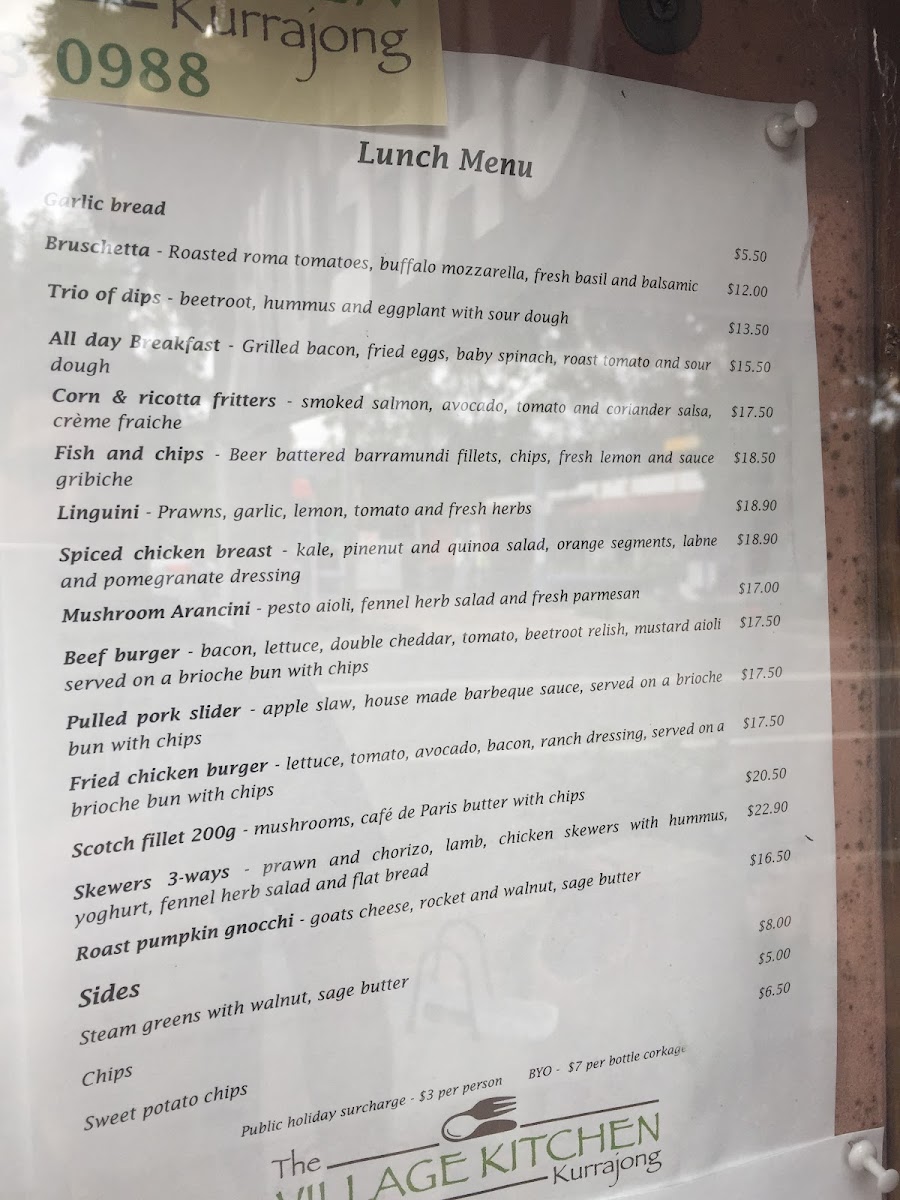 Kurrajong
0988
Lunch Menu
Garlic bread $5.50
Bruschetta - Roasted roma tomatoes, buffalo mozzarella, fresh basil and balsamic $12.00
Trio of dips - beetroot, hummus and eggplant with sour dough $13.50
All day Breakfast - Grilled bacon, fried eggs, baby spinach, roast tomato and sour $15.50
dough
Corn & ricotta fritters - smoked salmon, avocado, tomato and coriander salsa, $17.50
crème fraiche
Fish and chips - Beer battered barramundi fillets, chips, fresh lemon and sauce $18.50
gribiche
Linguini - Prawns, garlic, lemon, tomato and fresh herbs $18.90
Spiced chicken breast - kale, pinenut and quinoa salad, orange segments, labne $18.90
and pomegranate dressing
Mushroom Arancini - pesto aioli, fennel herb salad and fresh parmesan $17.00
Beef burger - bacon, lettuce, double cheddar, tomato, beetroot relish, mustard aioli $17.50
served on a brioche bun with chips
Pulled pork slider - apple slaw, house made barbeque sauce, served on a brioche $17.50
bun with chips
Fried chicken burger - lettuce, tomato, avocado, bacon, ranch dressing, served on a $17.50
brioche bun with chips
Scotch fillet 200g - mushrooms, café de Paris butter with chips $20.50
Skewers 3-ways - prawn and chorizo, lamb, chicken skewers with hummus, $22.90
yoghurt, fennel herb salad and flat bread
Roast pumpkin gnocchi - goats cheese, rocket and walnut, sage butter $16.50
Sides
Steam greens with walnut, sage butter $8.00
Chips $5.00
Sweet potato chips $6.50
Public holiday surcharge - $3 per person BYO - $7 per bottle corkage
The
VILLAGE KITCHEN
Kurrajong